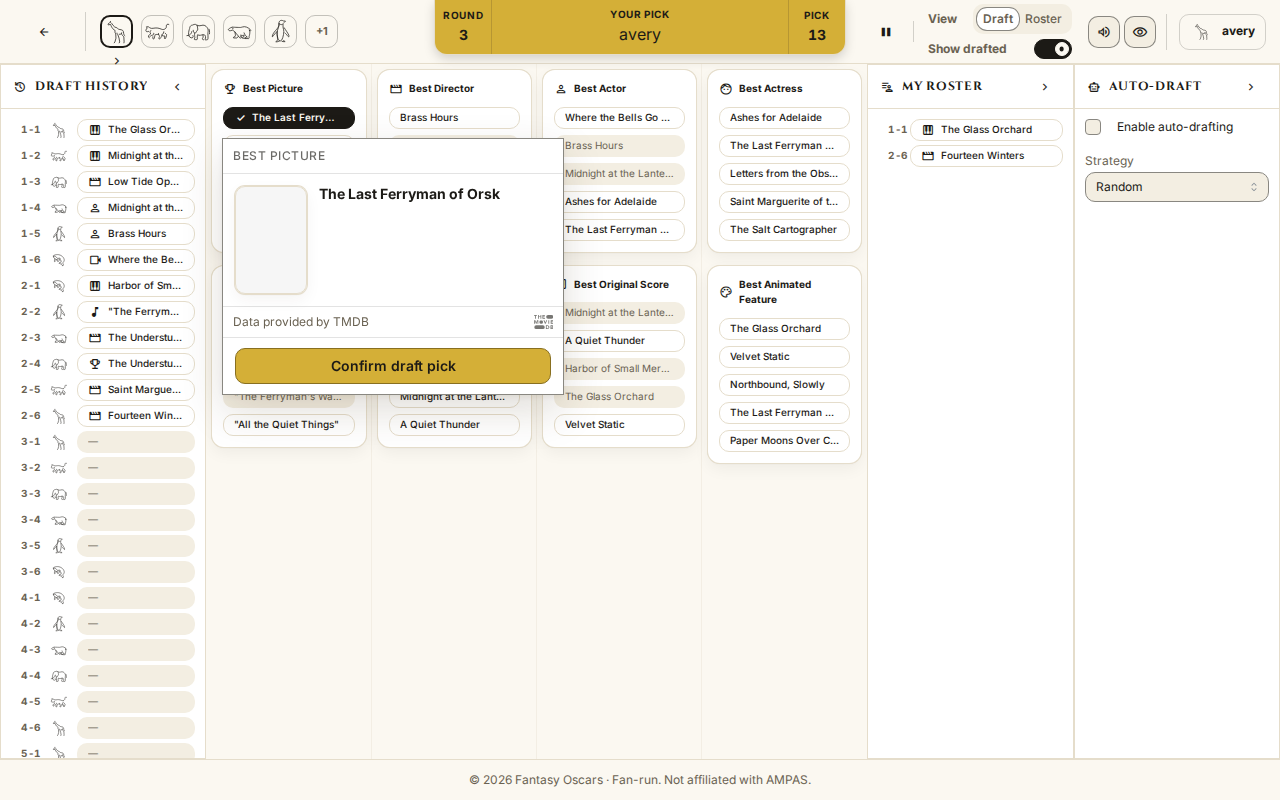 +1
ROUND
3
YOUR PICK
avery
PICK
13
View
Draft
Roster
Show drafted
avery
DRAFT HISTORY
1-1 The Glass Or...
1-2 Midnight at th...
1-3 Low Tide Op...
1-4 Midnight at th...
1-5 Brass Hours
1-6 Where the Be...
2-1 Harbor of Sm...
2-2 "The Ferrym...
2-3 The Understu...
2-4 The Understu...
2-5 Saint Margue...
2-6 Fourteen Win...
3-1 —
3-2 —
3-3 —
3-4 —
3-5 —
3-6 —
4-1 —
4-2 —
4-3 —
4-4 —
4-5 —
4-6 —
5-1 —
Best Picture
The Last Ferry...
BEST PICTURE
The Last Ferryman of Orsk
Data provided by TMDB
THE
MOVIE
DB
Confirm draft pick
"The Ferryman's Wa...
"All the Quiet Things"
Best Director
Brass Hours
Midnight at the Lant...
A Quiet Thunder
Best Actor
Where the Bells Go ...
Brass Hours
Midnight at the Lante...
Ashes for Adelaide
The Last Ferryman ...
Best Original Score
Midnight at the Lante...
A Quiet Thunder
Harbor of Small Mer...
The Glass Orchard
Velvet Static
Best Actress
Ashes for Adelaide
The Last Ferryman ...
Letters from the Obs...
Saint Marguerite of t...
The Salt Cartographer
Best Animated
Feature
The Glass Orchard
Velvet Static
Northbound, Slowly
The Last Ferryman ...
Paper Moons Over C...
MY ROSTER
1-1 The Glass Orchard
2-6 Fourteen Winters
AUTO-DRAFT
Enable auto-drafting
Strategy
Random
© 2026 Fantasy Oscars · Fan-run. Not affiliated with AMPAS.